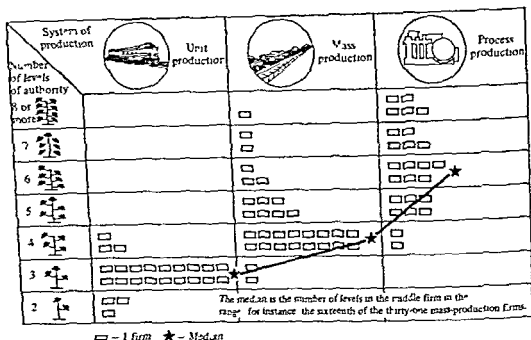 System of
production
Unit
production
Mass
production
Process
production
Number
of levels
of authority
8 or
more
7
6
5
4
3
2
The median is the number of levels in the middle firm in the
range for instance the sixteenth of the thirty-one mass-production firms.
= 1 firm ★ = Median